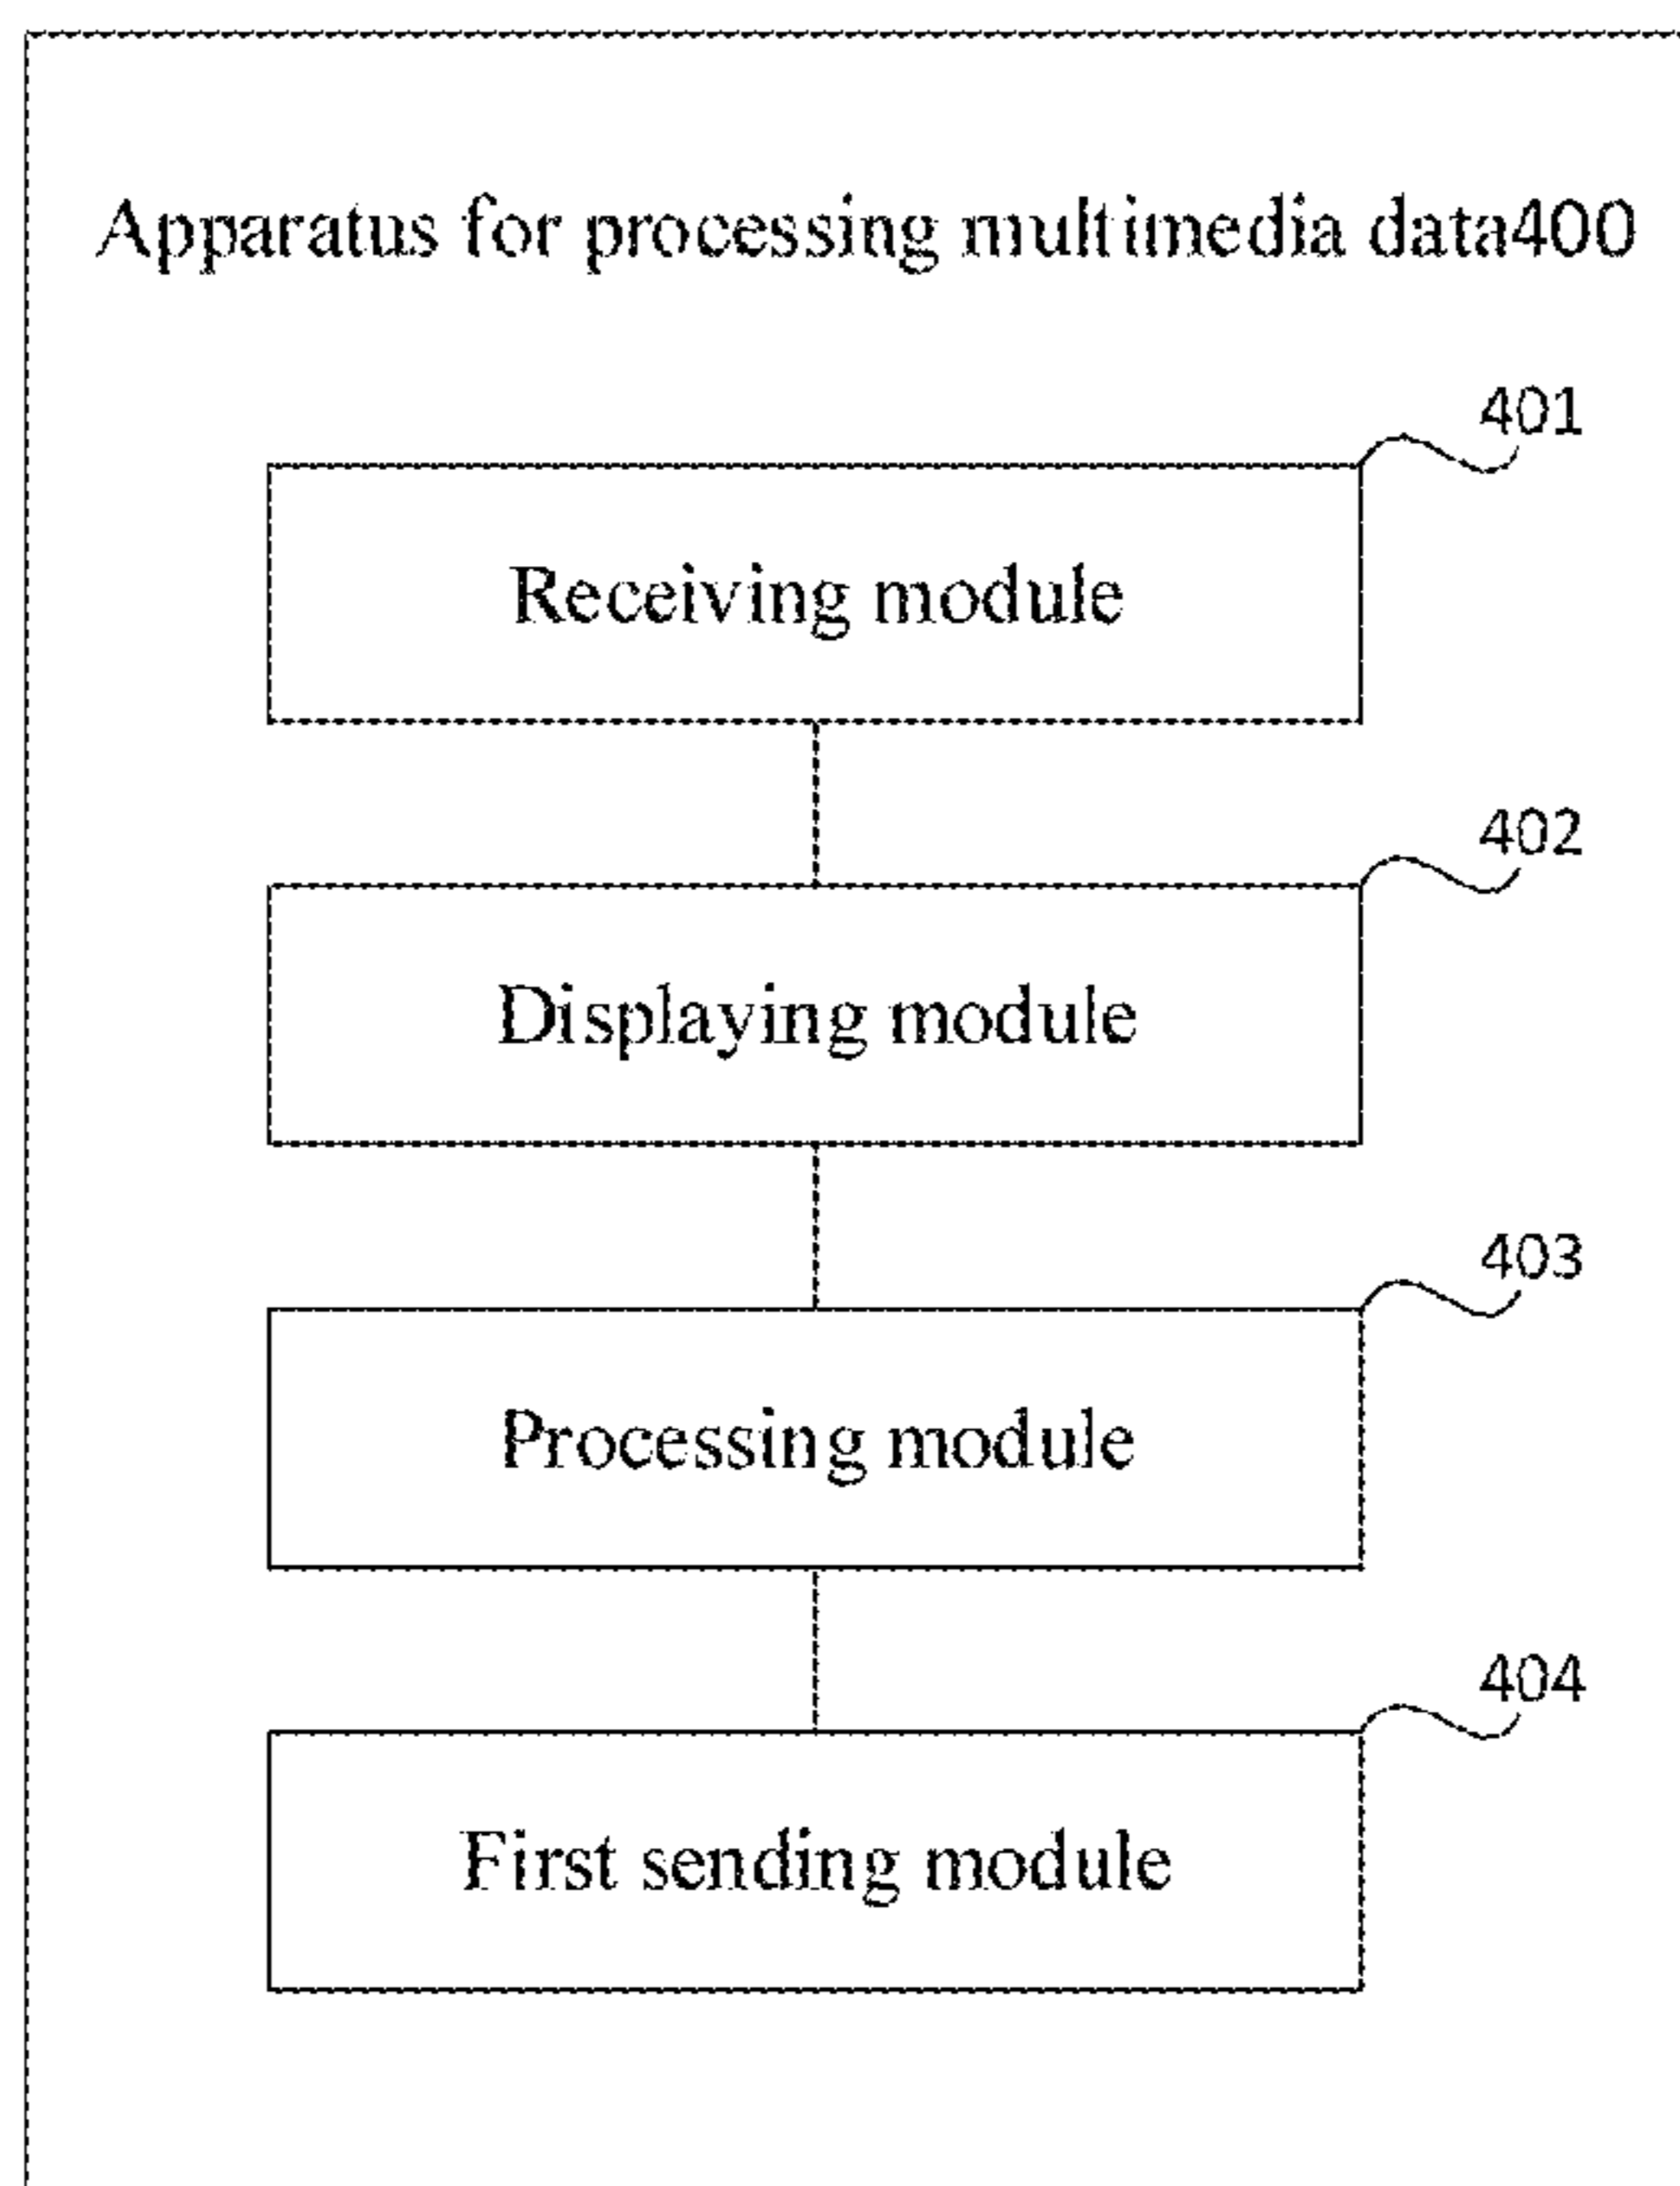 Apparatus for processing multimedia data400
401
Receiving module
402
Displaying module
403
Processing module
404
First sending module